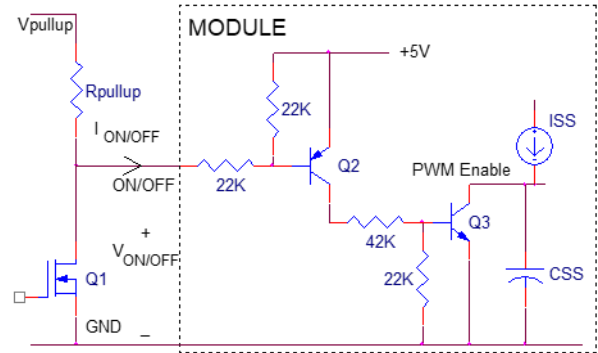 Vpullup
MODULE
+5V
Rpullup
22K
I ON/OFF
ISS
Q2
PWM Enable
ON/OFF
22K
Q3
+
V ON/OFF
42K
22K
CSS
Q1
GND
_